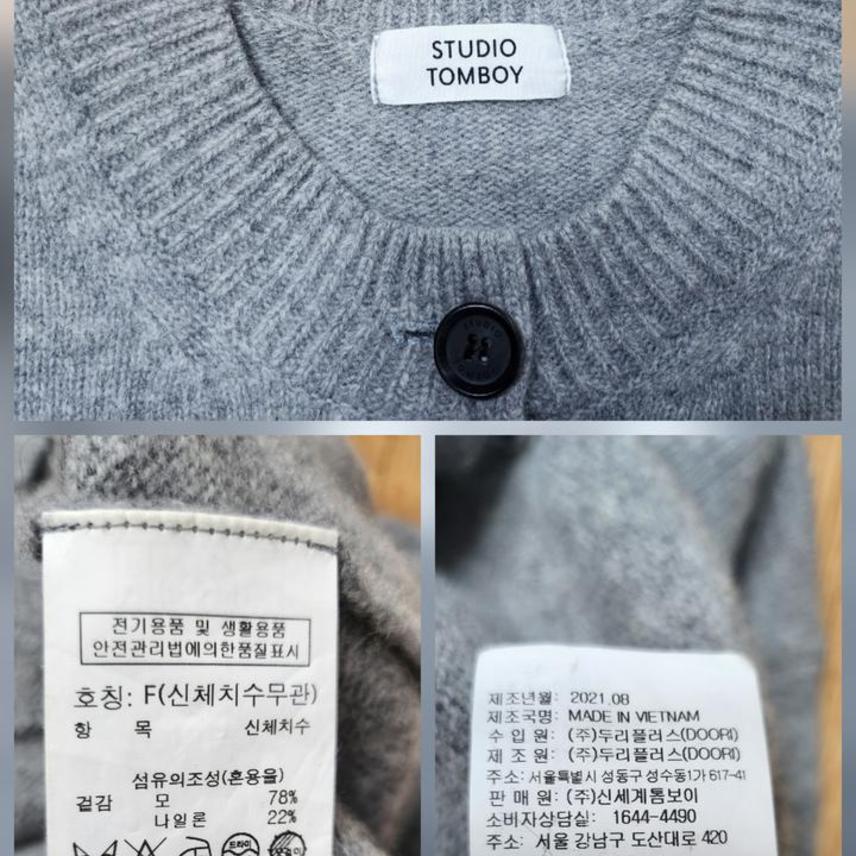 STUDIO
TOMBOY
STUDIO
전기용품 및 생활용품
안전관리법에의한품질표시
호칭: F(신체치수무관)
항 목 신체치수
섬유의조성(혼용율)
겉감 모 78%
나일론 22%
드라이
제조년월: 2021.08
제조국명: MADE IN VIETNAM
수 입 원: (주)두리플러스(DOORI)
제 조 원: (주)두리플러스(DOORI)
주소: 서울특별시 성동구 성수동1가 617-41
판 매 원: (주)신세계톰보이
소비자상담실: 1644-4490
주소: 서울 강남구 도산대로 420